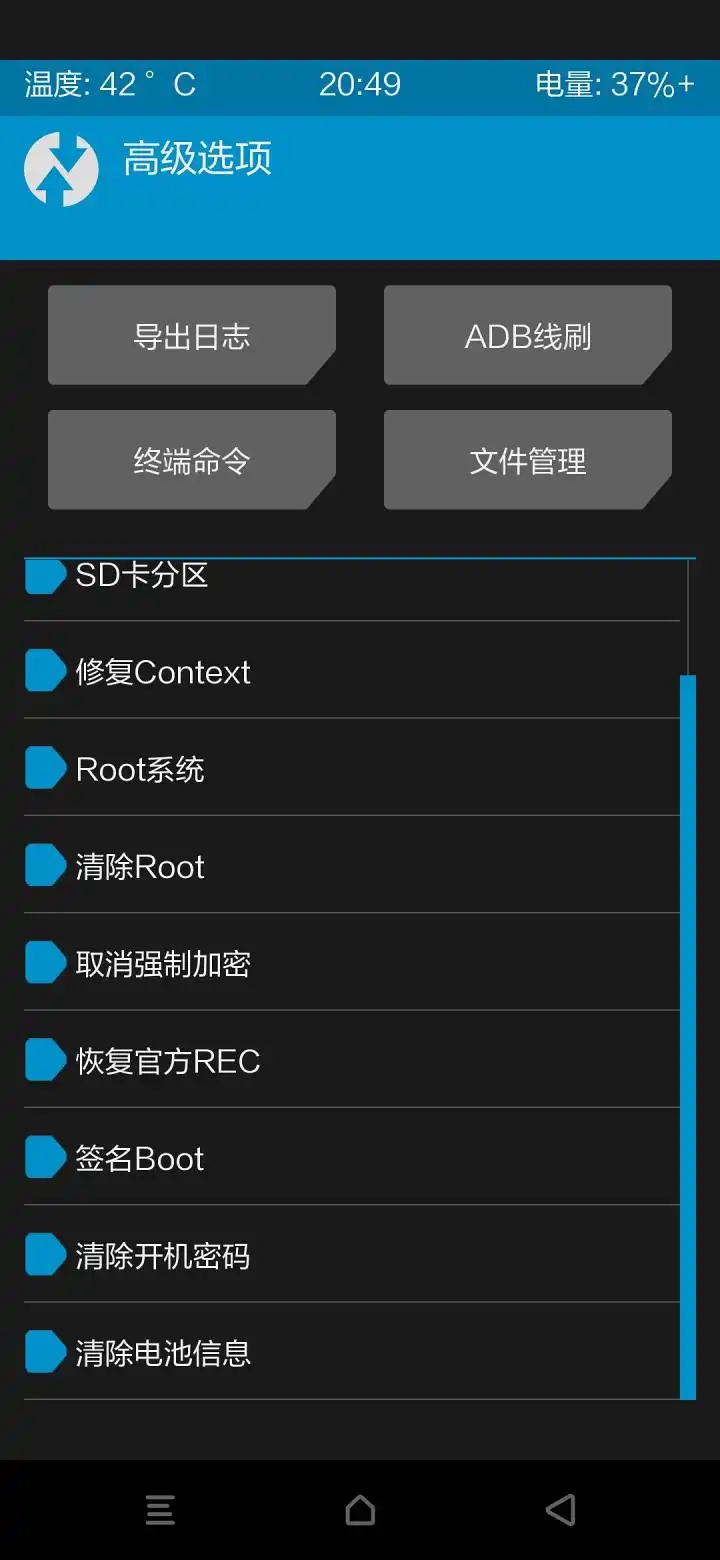 温度: 42 ° C 20:49 电量: 37%+
高级选项
导出日志 ADB线刷
终端命令 文件管理
SD卡分区
修复Context
Root系统
清除Root
取消强制加密
恢复官方REC
签名Boot
清除开机密码
清除电池信息